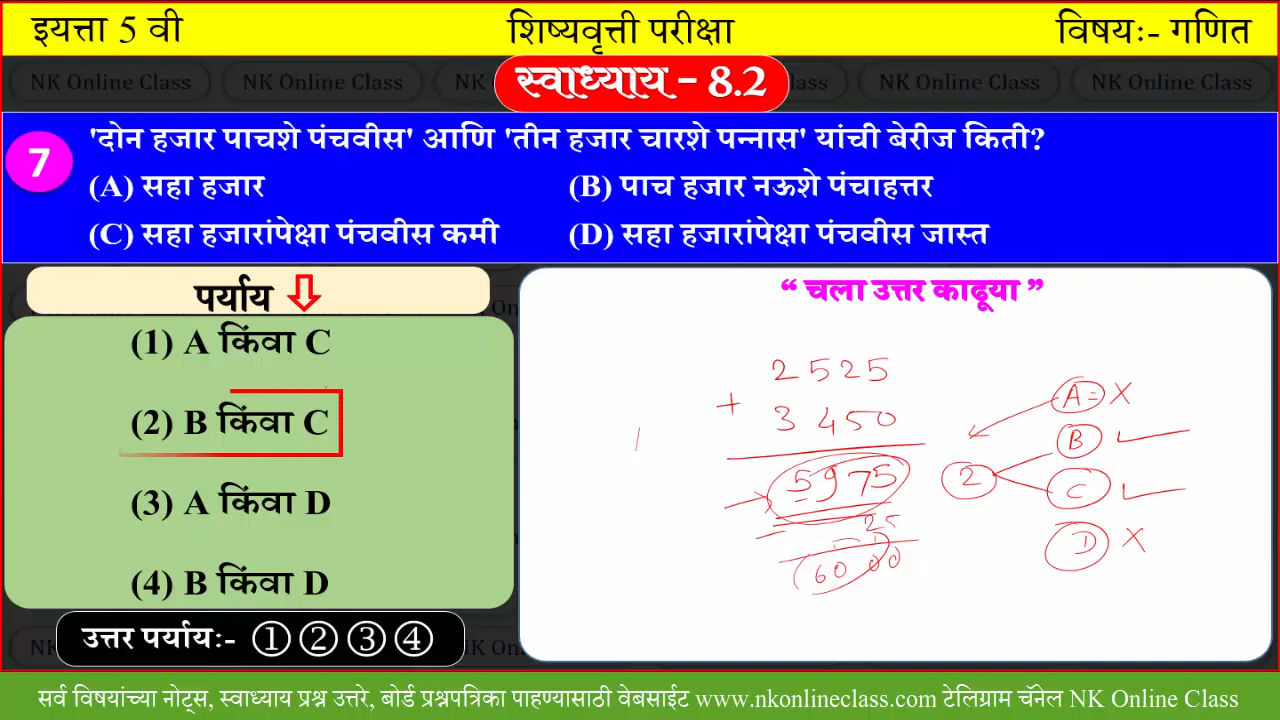 इयत्ता 5 वी शिष्यवृत्ती परीक्षा विषयः- गणित
NK Online Class NK Online Class NK Class NK Online Class NK Online Class
स्वाध्याय - 8.2
7 'दोन हजार पाचशे पंचवीस' आणि 'तीन हजार चारशे पन्नास' यांची बेरीज किती?
(A) सहा हजार (B) पाच हजार नऊशे पंचाहत्तर
(C) सहा हजारांपेक्षा पंचवीस कमी (D) सहा हजारांपेक्षा पंचवीस जास्त
पर्याय
(1) A किंवा C
(2) B किंवा C
(3) A किंवा D
(4) B किंवा D
उत्तर पर्यायः- ① ② ③ ④
“ चला उत्तर काढूया ”
2525
+ 3450
5975
25
6000
A = X
B ✓
2 C ✓
D X
सर्व विषयांच्या नोट्स, स्वाध्याय प्रश्न उत्तरे, बोर्ड प्रश्नपत्रिका पाहण्यासाठी वेबसाईट www.nkonlineclass.com टेलिग्राम चॅनेल NK Online Class